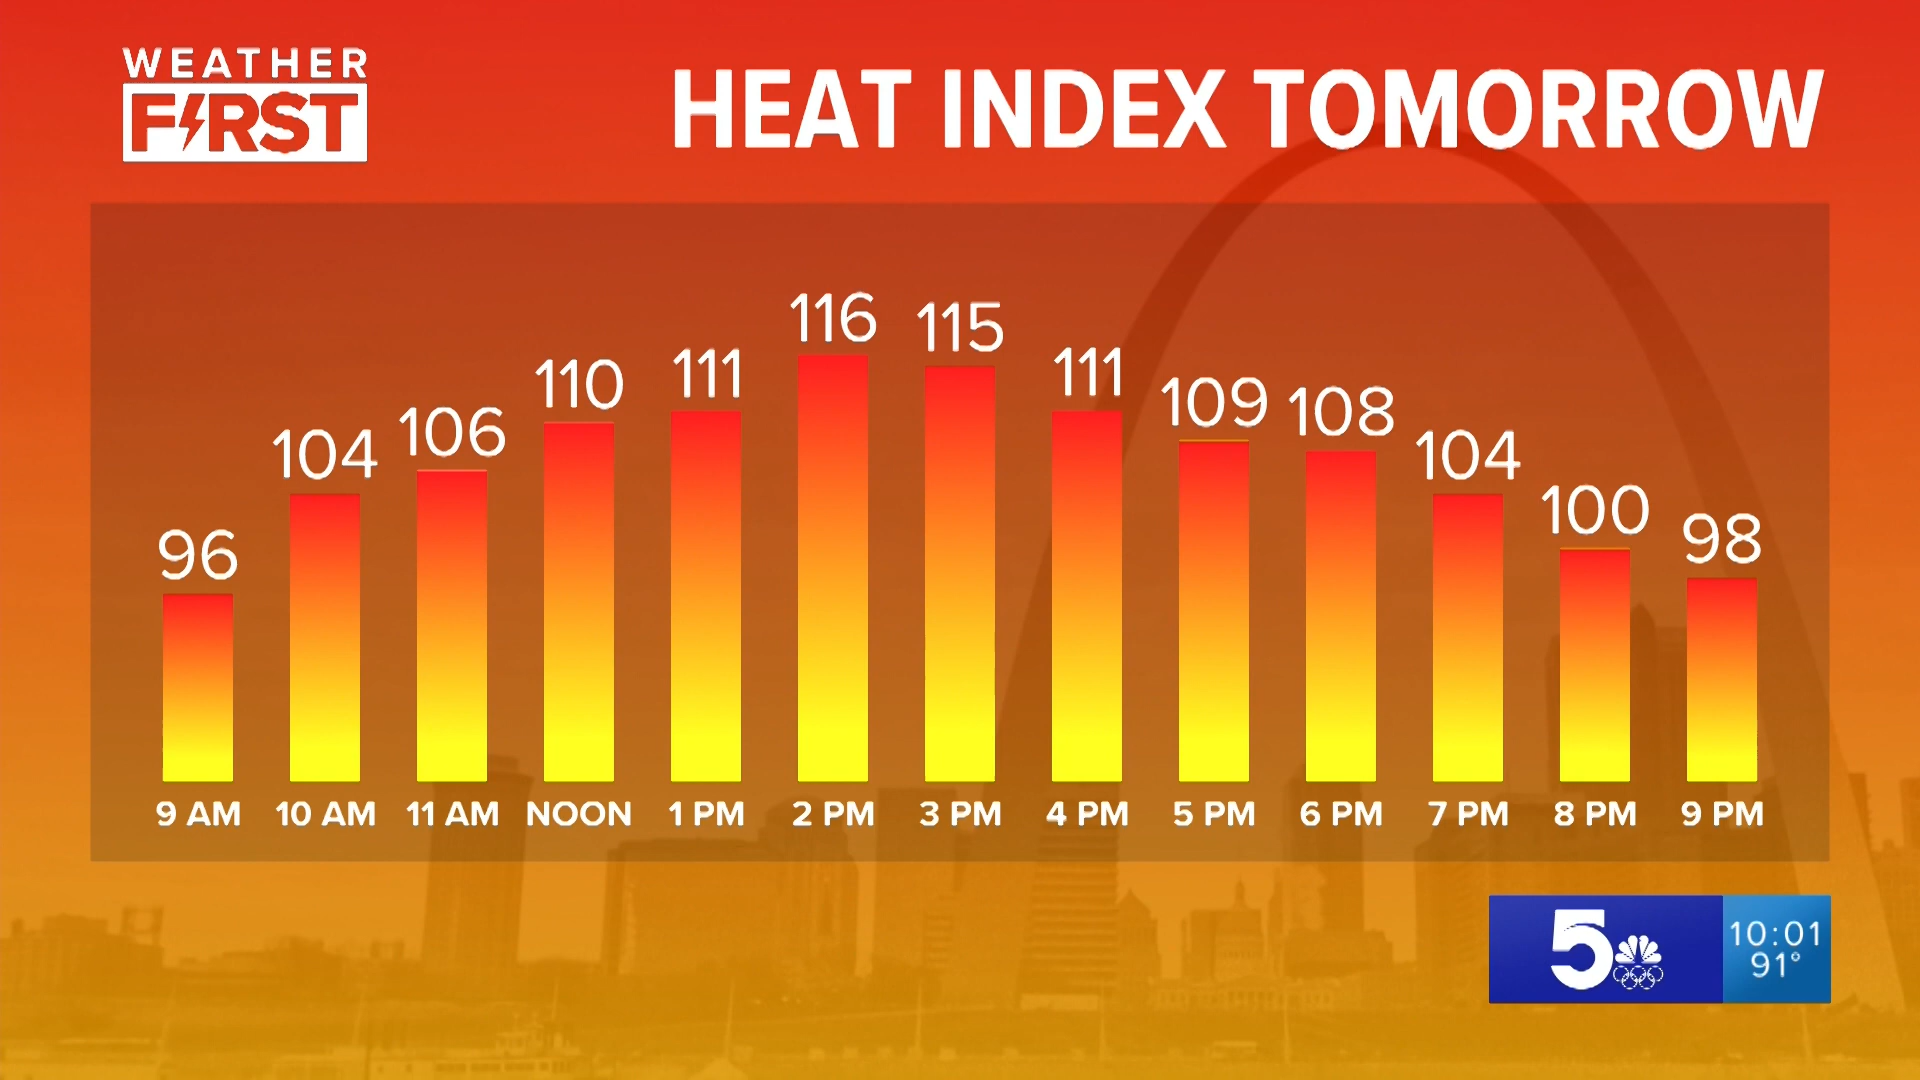 WEATHER
FIRST
HEAT INDEX TOMORROW
96
104
106
110
111
116
115
111
109
108
104
100
98
9 AM
10 AM
11 AM
NOON
1 PM
2 PM
3 PM
4 PM
5 PM
6 PM
7 PM
8 PM
9 PM
5
10:01
91°